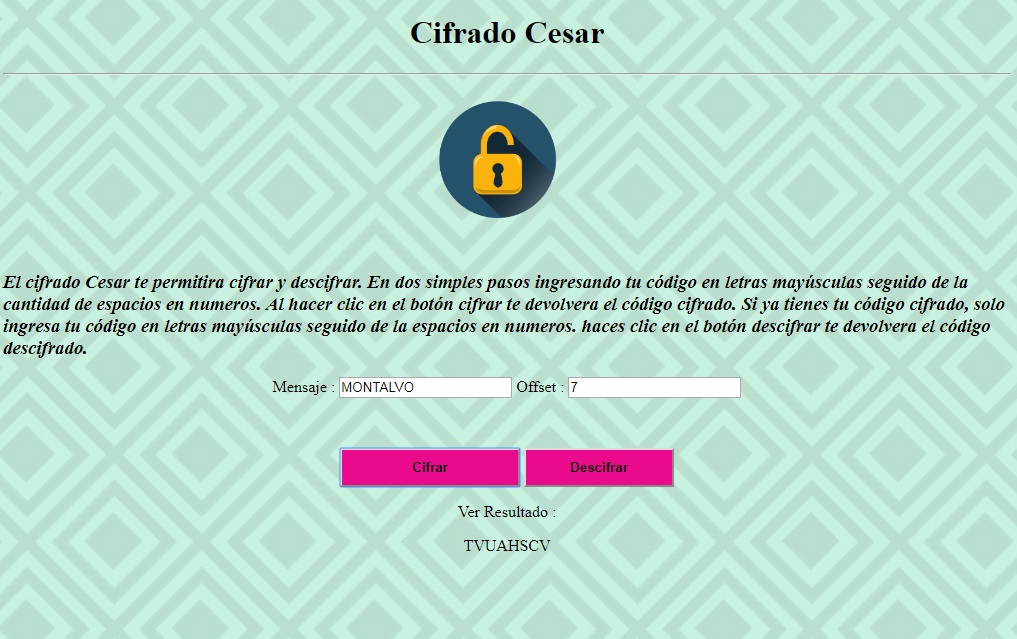 Cifrado Cesar
El cifrado Cesar te permitira cifrar y descifrar. En dos simples pasos ingresando tu código en letras mayúsculas seguido de la
cantidad de espacios en numeros. Al hacer clic en el botón cifrar te devolvera el código cifrado. Si ya tienes tu código cifrado, solo
ingresa tu código en letras mayúsculas seguido de la espacios en numeros. haces clic en el botón descifrar te devolvera el código
descifrado.
Mensaje : MONTALVO Offset : 7
Cifrar Descifrar
Ver Resultado :
TVUAHSCV